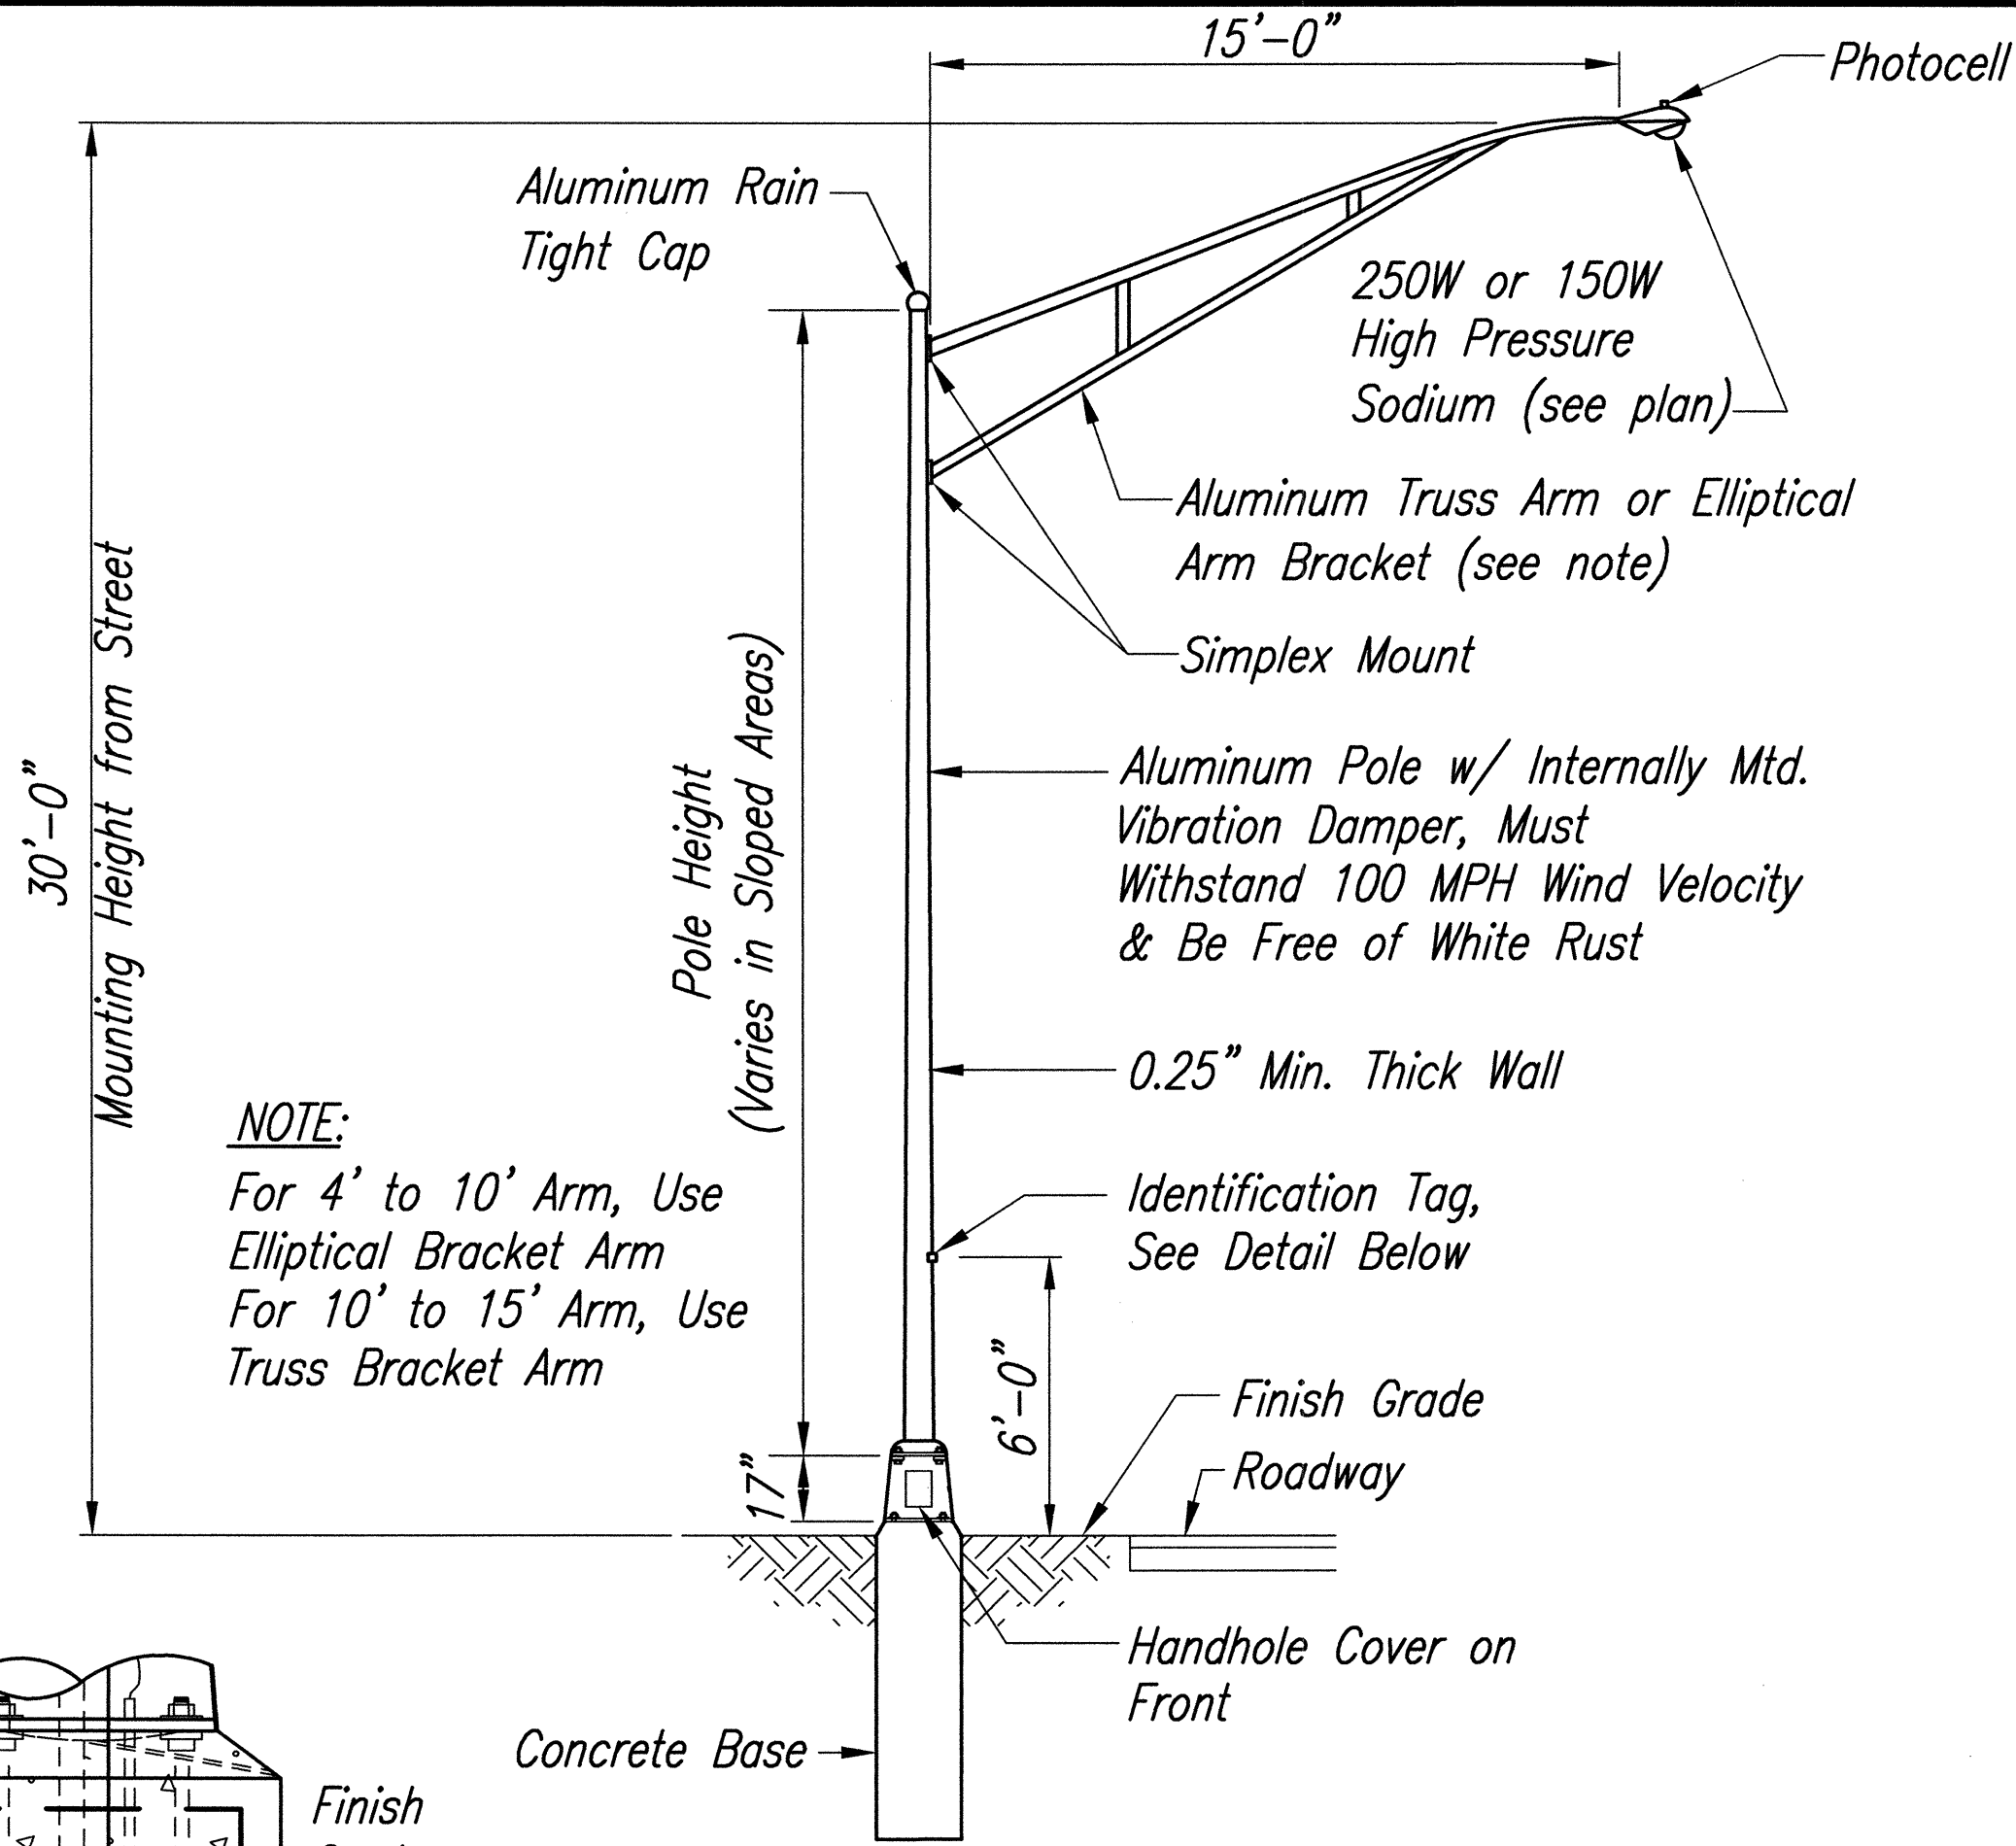 15'-0"
Photocell
Aluminum Rain
Tight Cap
250W or 150W
High Pressure
Sodium (see plan)
Aluminum Truss Arm or Elliptical
Arm Bracket (see note)
Simplex Mount
30'-0"
Mounting Height from Street
Pole Height
(Varies in Sloped Areas)
Aluminum Pole w/ Internally Mtd.
Vibration Damper, Must
Withstand 100 MPH Wind Velocity
& Be Free of White Rust
0.25" Min. Thick Wall
NOTE:
For 4' to 10' Arm, Use
Elliptical Bracket Arm
For 10' to 15' Arm, Use
Truss Bracket Arm
Identification Tag,
See Detail Below
6'-0"
17"
Finish Grade
Roadway
Handhole Cover on
Front
Concrete Base
Finish